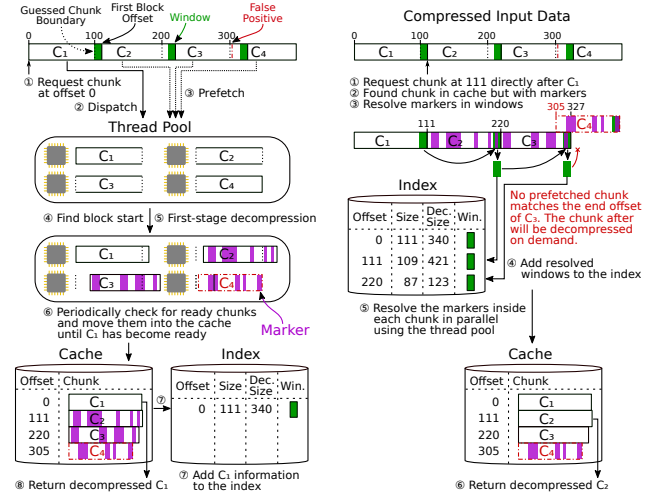 Guessed Chunk
Boundary
First Block
Offset
Window
False
Positive
0 100 200 300
C₁ C₂ C₃ C₄
① Request chunk
at offset 0
② Dispatch
③ Prefetch
Thread Pool
C₁ C₂
C₃ C₄
④ Find block start
⑤ First-stage decompression
C₁ C₂
C₃ C₄
Marker
⑥ Periodically check for ready chunks
and move them into the cache
until C₁ has become ready
Cache
Offset Chunk
0 C₁
111 C₂
220 C₃
305 C₄
⑦
Index
Offset Size Dec. Size Win.
0 111 340
⑧ Return decompressed C₁
⑦ Add C₁ information
to the index
Compressed Input Data
0 100 200 300
C₁ C₂ C₃ C₄
① Request chunk at 111 directly after C₁
② Found chunk in cache but with markers
③ Resolve markers in windows
305 327
C₄
111 220
C₁ C₂ C₃
Index
Offset Size Dec. Size Win.
0 111 340
111 109 421
220 87 123
No prefetched chunk
matches the end offset
of C₃. The chunk after
will be decompressed
on demand.
④ Add resolved
windows to the index
⑤ Resolve the markers inside
each chunk in parallel
using the thread pool
Cache
Offset Chunk
0 C₁
111 C₂
220 C₃
305 C₄
⑥ Return decompressed C₂